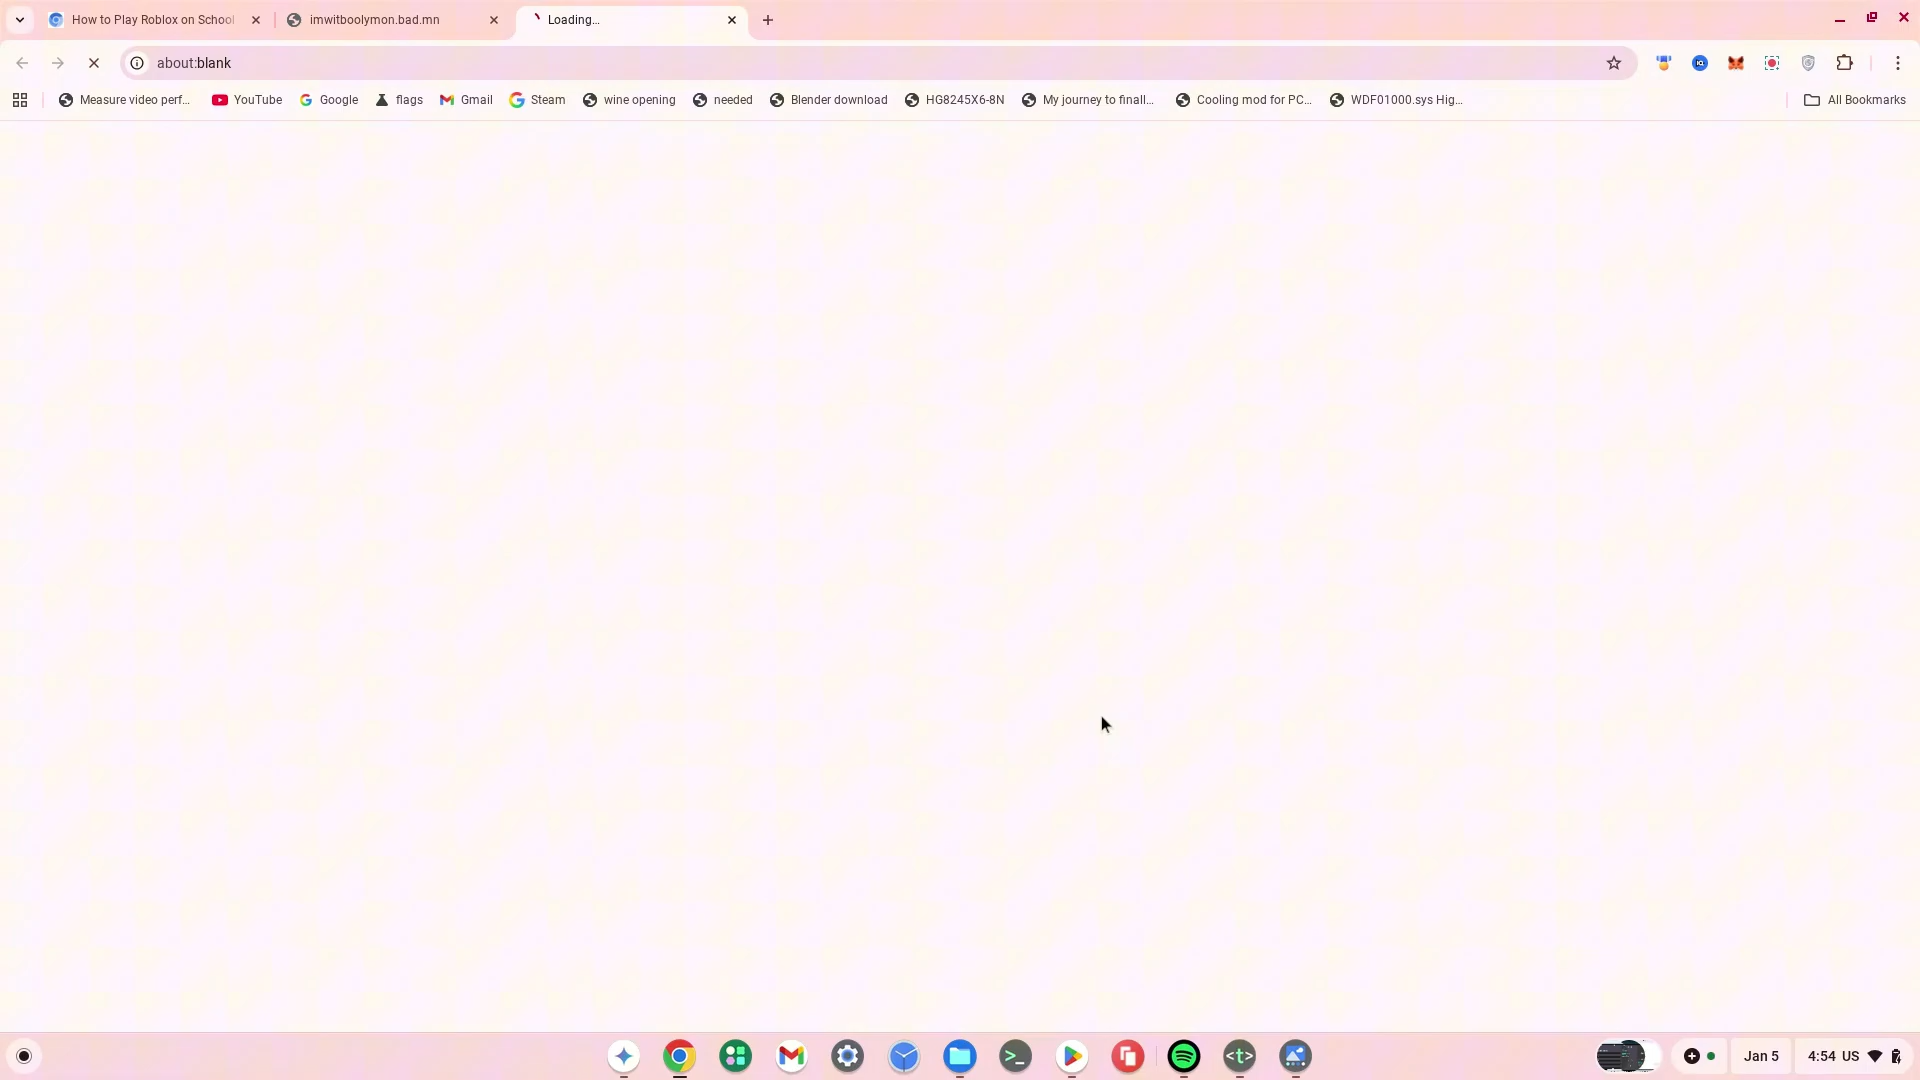 How to Play Roblox on School
imwitboolymon.bad.mn
Loading...
about:blank
Measure video perf...
YouTube
Google
flags
Gmail
Steam
wine opening
needed
Blender download
HG8245X6-8N
My journey to finall...
Cooling mod for PC...
WDF01000.sys Hig...
All Bookmarks
Jan 5
4:54 US